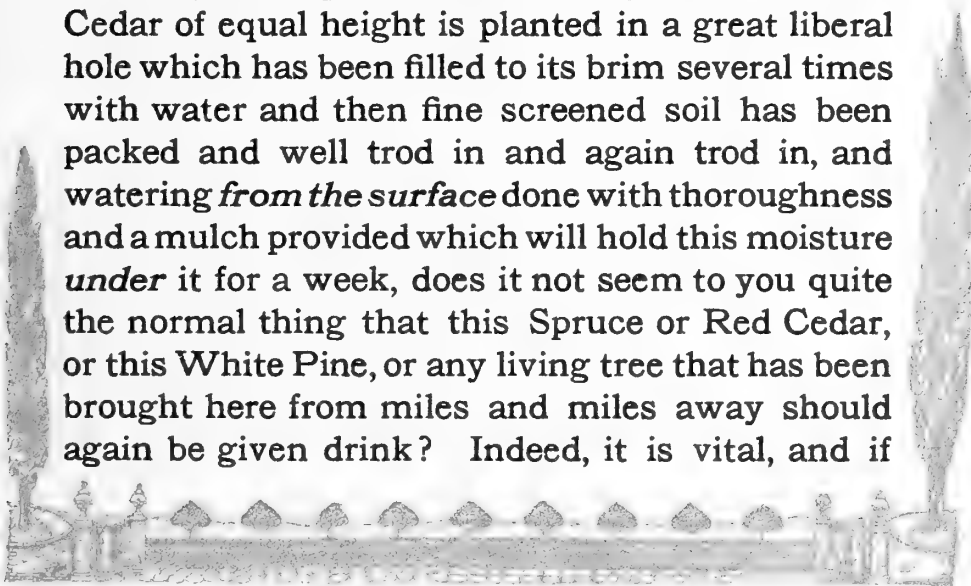 Cedar of equal height is planted in a great liberal
hole which has been filled to its brim several times
with water and then fine screened soil has been
packed and well trod in and again trod in, and
watering from the surface done with thoroughness
and a mulch provided which will hold this moisture
under it for a week, does it not seem to you quite
the normal thing that this Spruce or Red Cedar,
or this White Pine, or any living tree that has been
brought here from miles and miles away should
again be given drink? Indeed, it is vital, and if